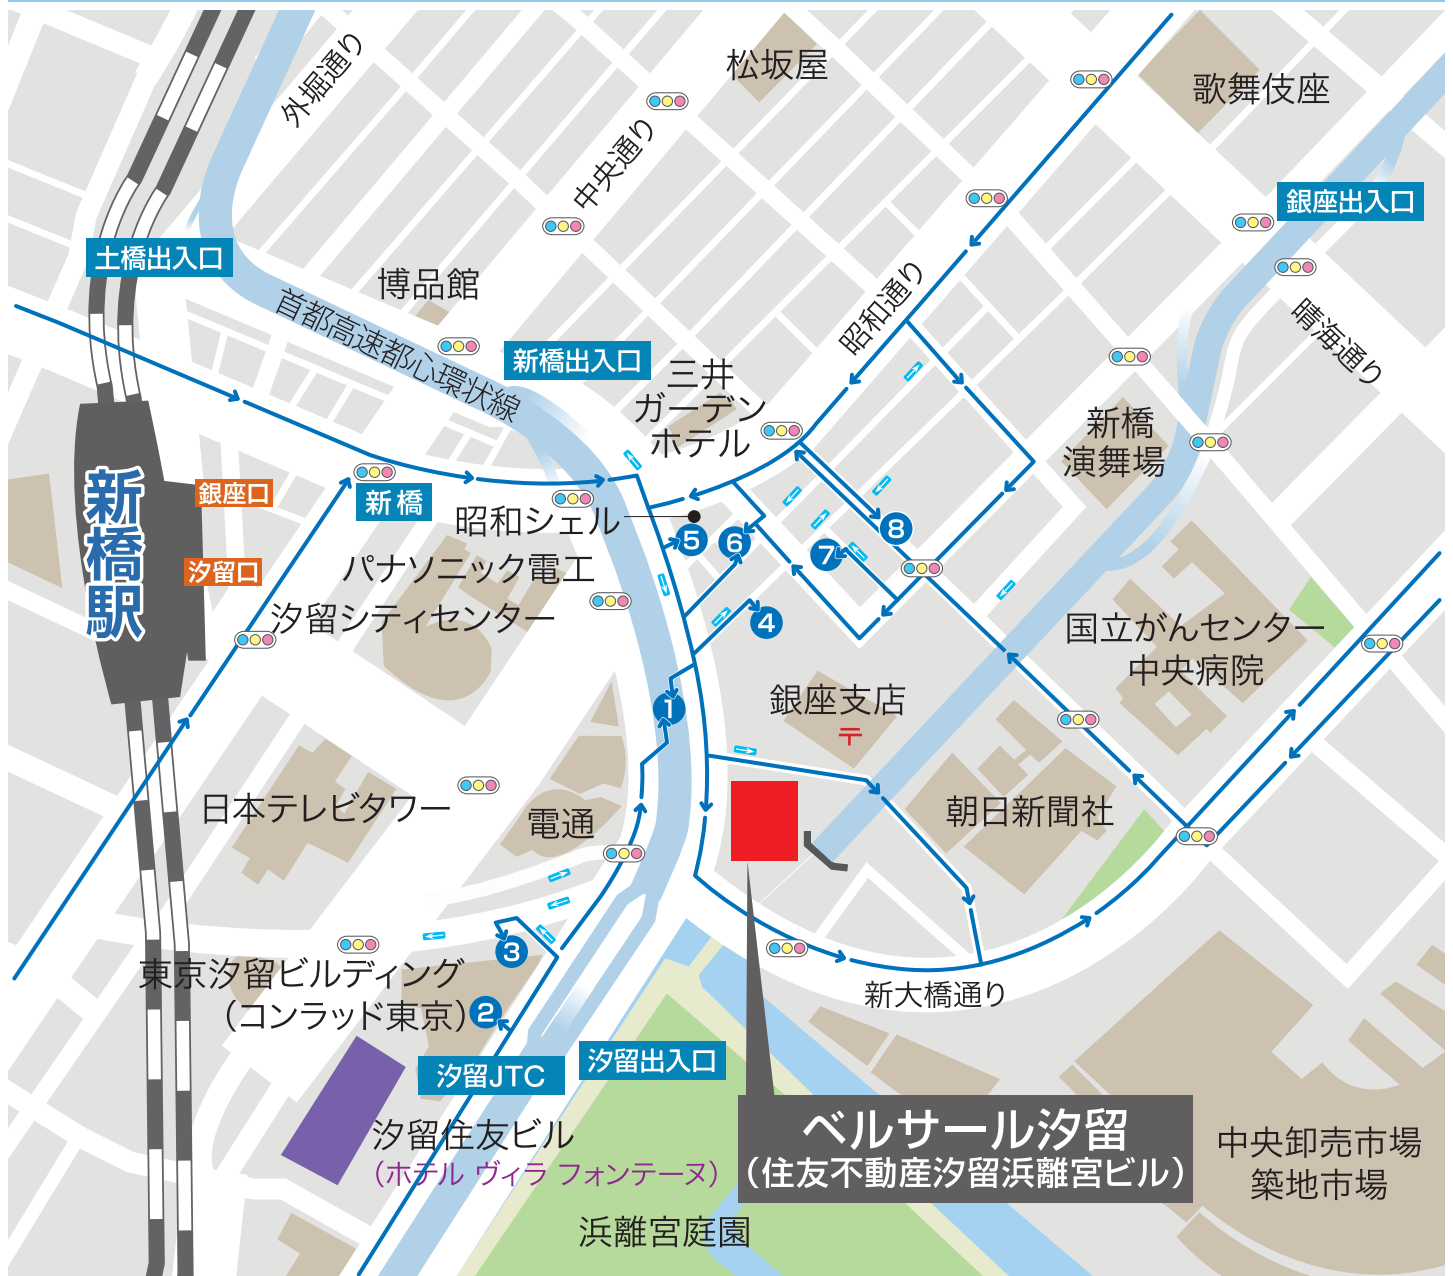 外堀通り
松坂屋
歌舞伎座
中央通り
銀座出入口
土橋出入口
博品館
昭和通り
首都高速都心環状線
晴海通り
新橋出入口
三井
ガーデン
ホテル
新橋
演舞場
新橋駅
銀座口
新橋
昭和シェル
5
6
7
8
汐留口
パナソニック電工
汐留シティセンター
4
国立がんセンター
中央病院
1
銀座支店
〒
日本テレビタワー
電通
朝日新聞社
3
東京汐留ビルディング
（コンラッド東京）
2
新大橋通り
汐留JTC
汐留出入口
汐留住友ビル
（ホテル ヴィラ フォンテーヌ）
ベルサール汐留
（住友不動産汐留浜離宮ビル）
中央卸売市場
築地市場
浜離宮庭園